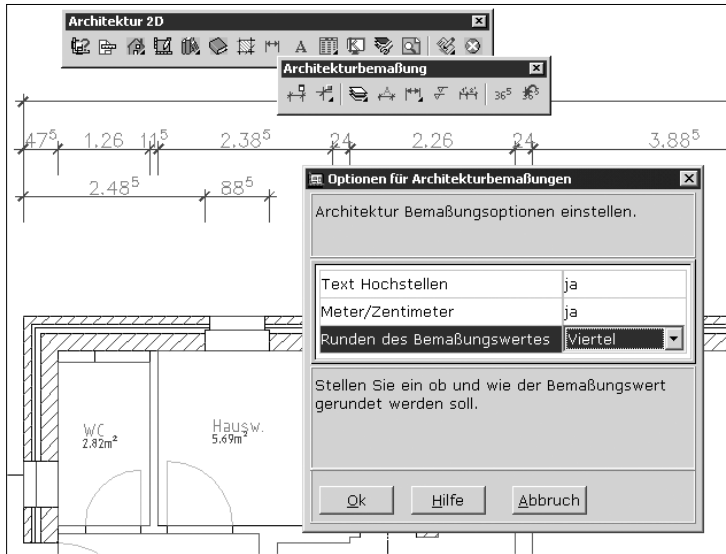 Architektur 2D
A
Architekturbemaßung
36⁵
47⁵ 1.26 11⁵ 2.38⁵ 24 2.26 24 3.88⁵
2.48⁵ 88⁵
Optionen für Architekturbemaßungen
Architektur Bemaßungsoptionen einstellen.
Text Hochstellen ja
Meter/Zentimeter ja
Runden des Bemaßungswertes Viertel
Stellen Sie ein ob und wie der Bemaßungswert
gerundet werden soll.
WC
2.82m²
Hausw.
5.69m²
Ok Hilfe Abbruch